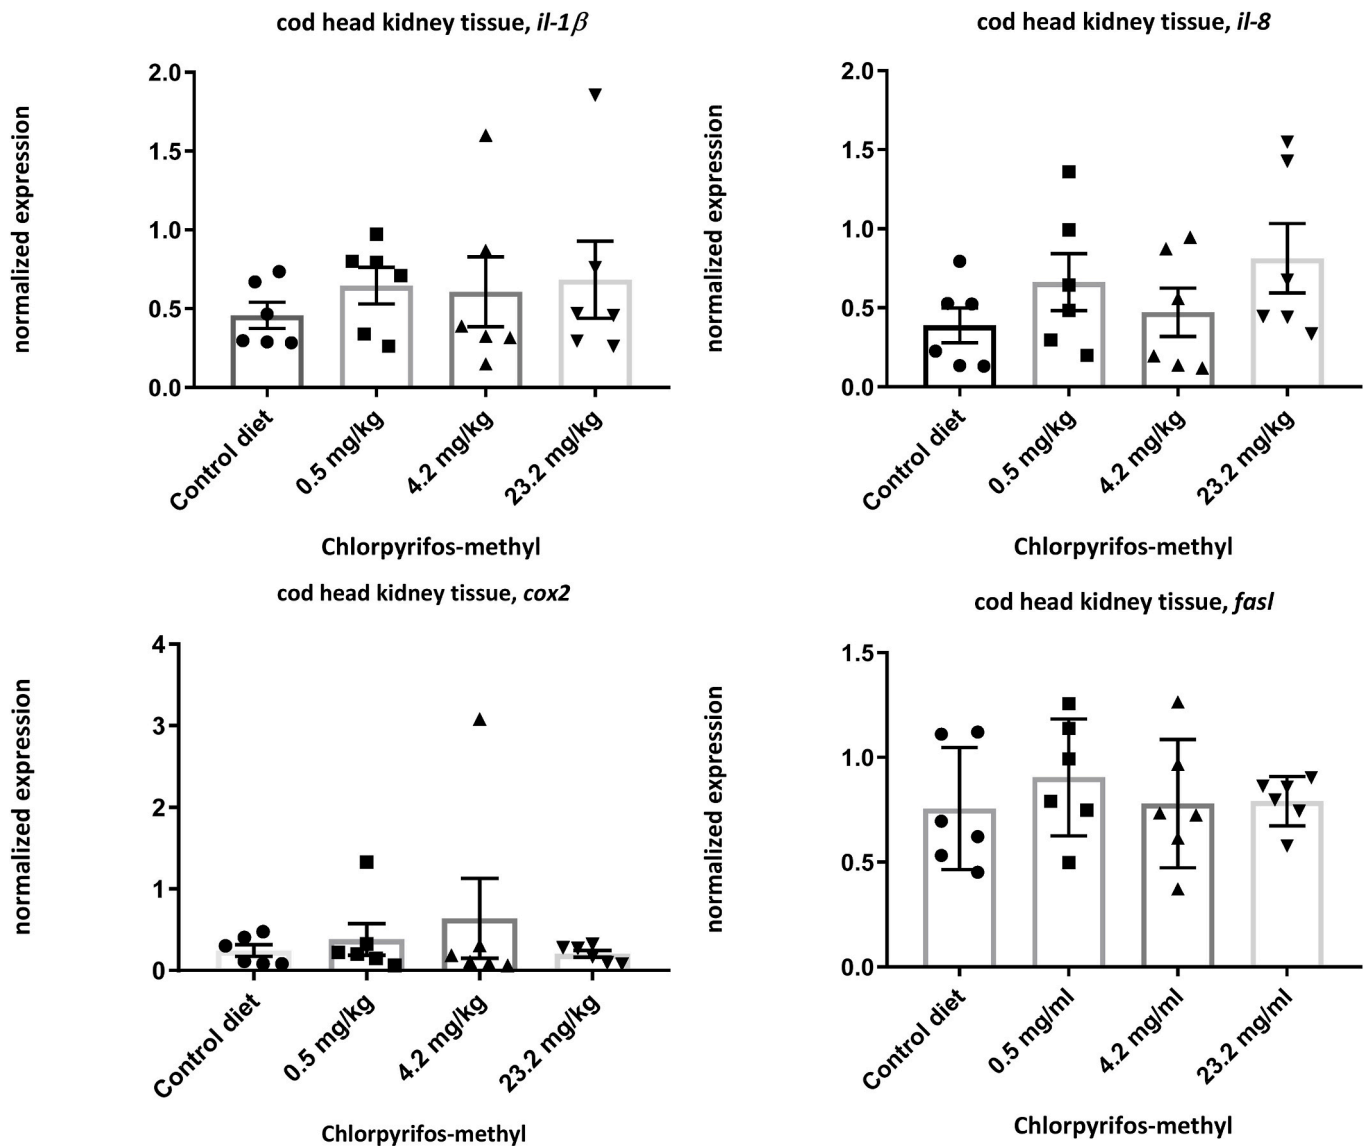 cod head kidney tissue, il-1β
normalized expression
2.0
1.5
1.0
0.5
0.0
Control diet
0.5 mg/kg
4.2 mg/kg
23.2 mg/kg
Chlorpyrifos-methyl
cod head kidney tissue, il-8
normalized expression
2.0
1.5
1.0
0.5
0.0
Control diet
0.5 mg/kg
4.2 mg/kg
23.2 mg/kg
Chlorpyrifos-methyl
cod head kidney tissue, cox2
normalized expression
4
3
2
1
0
Control diet
0.5 mg/kg
4.2 mg/kg
23.2 mg/kg
Chlorpyrifos-methyl
cod head kidney tissue, fasl
normalized expression
1.5
1.0
0.5
0.0
Control diet
0.5 mg/ml
4.2 mg/ml
23.2 mg/ml
Chlorpyrifos-methyl